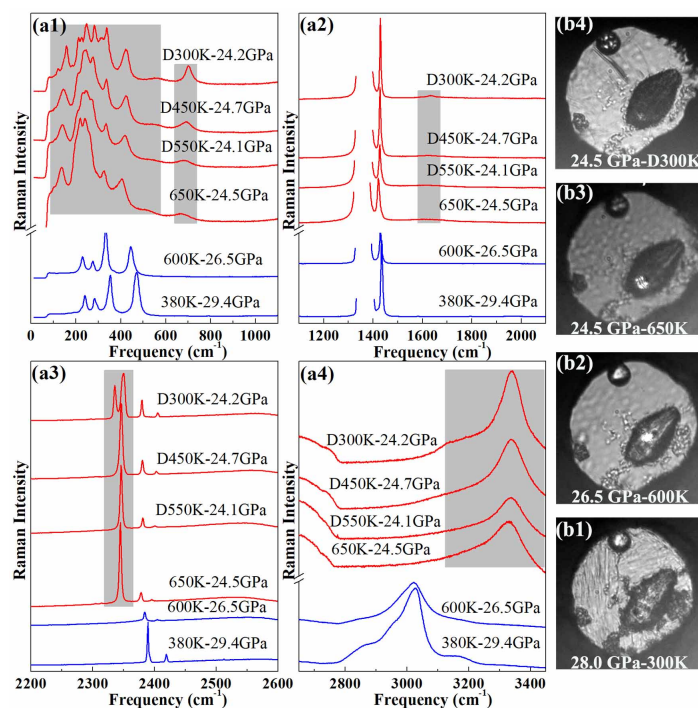 (a1)
D300K-24.2GPa
D450K-24.7GPa
D550K-24.1GPa
650K-24.5GPa
600K-26.5GPa
380K-29.4GPa
Raman Intensity
0 200 400 600 800 1000
Frequency (cm-1)
(a2)
D300K-24.2GPa
D450K-24.7GPa
D550K-24.1GPa
650K-24.5GPa
600K-26.5GPa
380K-29.4GPa
Raman Intensity
1200 1400 1600 1800 2000
Frequency (cm-1)
(a3)
D300K-24.2GPa
D450K-24.7GPa
D550K-24.1GPa
650K-24.5GPa
600K-26.5GPa
380K-29.4GPa
Raman Intensity
2200 2300 2400 2500 2600
Frequency (cm-1)
(a4)
D300K-24.2GPa
D450K-24.7GPa
D550K-24.1GPa
650K-24.5GPa
600K-26.5GPa
380K-29.4GPa
Raman Intensity
2800 3000 3200 3400
Frequency (cm-1)
(b4)
24.5 GPa-D300K
(b3)
24.5 GPa-650K
(b2)
26.5 GPa-600K
(b1)
28.0 GPa-300K